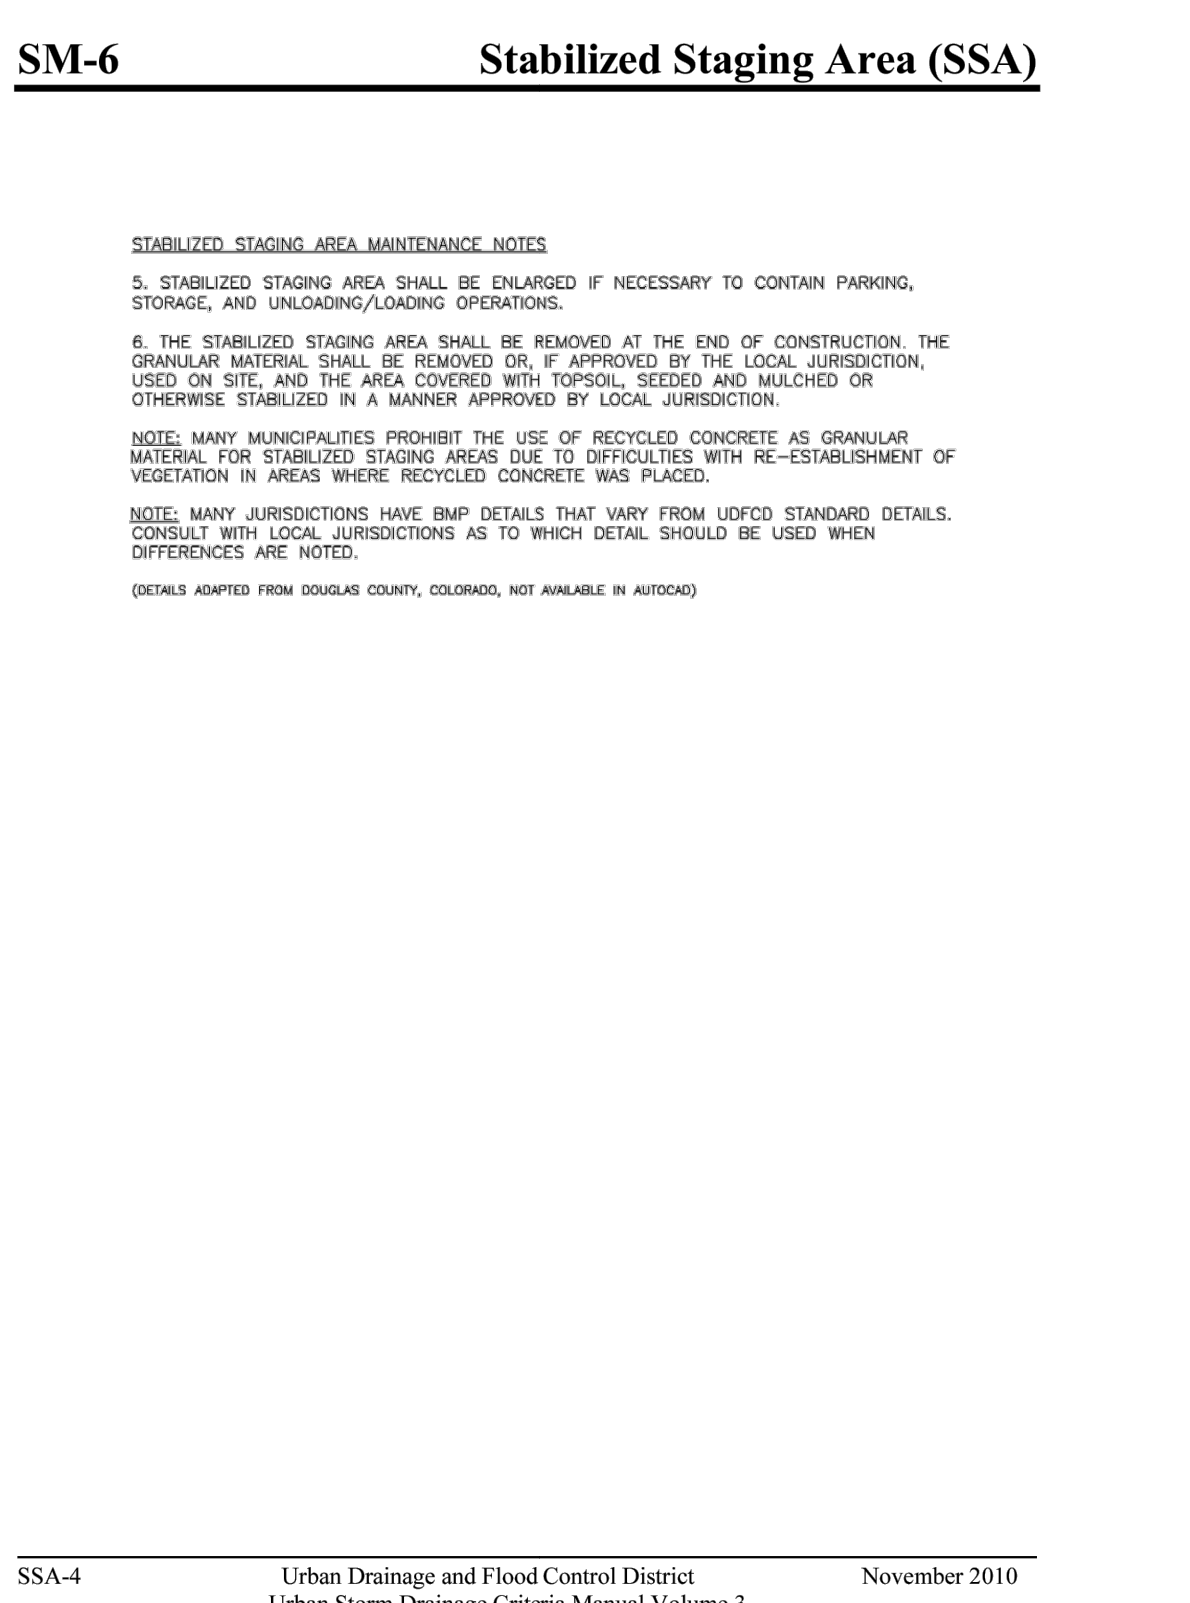 SM-6 Stabilized Staging Area (SSA)
STABILIZED STAGING AREA MAINTENANCE NOTES
5. STABILIZED STAGING AREA SHALL BE ENLARGED IF NECESSARY TO CONTAIN PARKING,
STORAGE, AND UNLOADING/LOADING OPERATIONS.
6. THE STABILIZED STAGING AREA SHALL BE REMOVED AT THE END OF CONSTRUCTION. THE
GRANULAR MATERIAL SHALL BE REMOVED OR, IF APPROVED BY THE LOCAL JURISDICTION,
USED ON SITE, AND THE AREA COVERED WITH TOPSOIL, SEEDED AND MULCHED OR
OTHERWISE STABILIZED IN A MANNER APPROVED BY LOCAL JURISDICTION.
NOTE: MANY MUNICIPALITIES PROHIBIT THE USE OF RECYCLED CONCRETE AS GRANULAR
MATERIAL FOR STABILIZED STAGING AREAS DUE TO DIFFICULTIES WITH RE-ESTABLISHMENT OF
VEGETATION IN AREAS WHERE RECYCLED CONCRETE WAS PLACED.
NOTE: MANY JURISDICTIONS HAVE BMP DETAILS THAT VARY FROM UDFCD STANDARD DETAILS.
CONSULT WITH LOCAL JURISDICTIONS AS TO WHICH DETAIL SHOULD BE USED WHEN
DIFFERENCES ARE NOTED.
(DETAILS ADAPTED FROM DOUGLAS COUNTY, COLORADO, NOT AVAILABLE IN AUTOCAD)
SSA-4 Urban Drainage and Flood Control District November 2010
Urban Storm Drainage Criteria Manual Volume 3